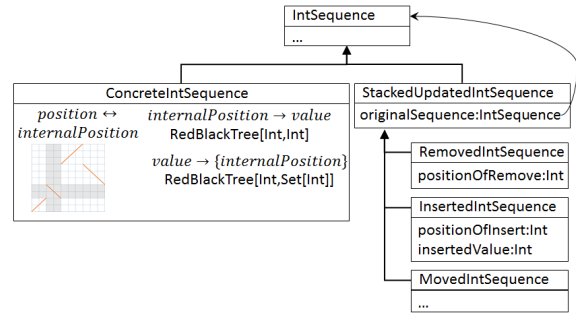 IntSequence
...
ConcreteIntSequence
position ↔
internalPosition
internalPosition → value
RedBlackTree[Int,Int]
value → {internalPosition}
RedBlackTree[Int,Set[Int]]
StackedUpdatedIntSequence
originalSequence:IntSequence
RemovedIntSequence
positionOfRemove:Int
InsertedIntSequence
positionOfInsert:Int
insertedValue:Int
MovedIntSequence
...